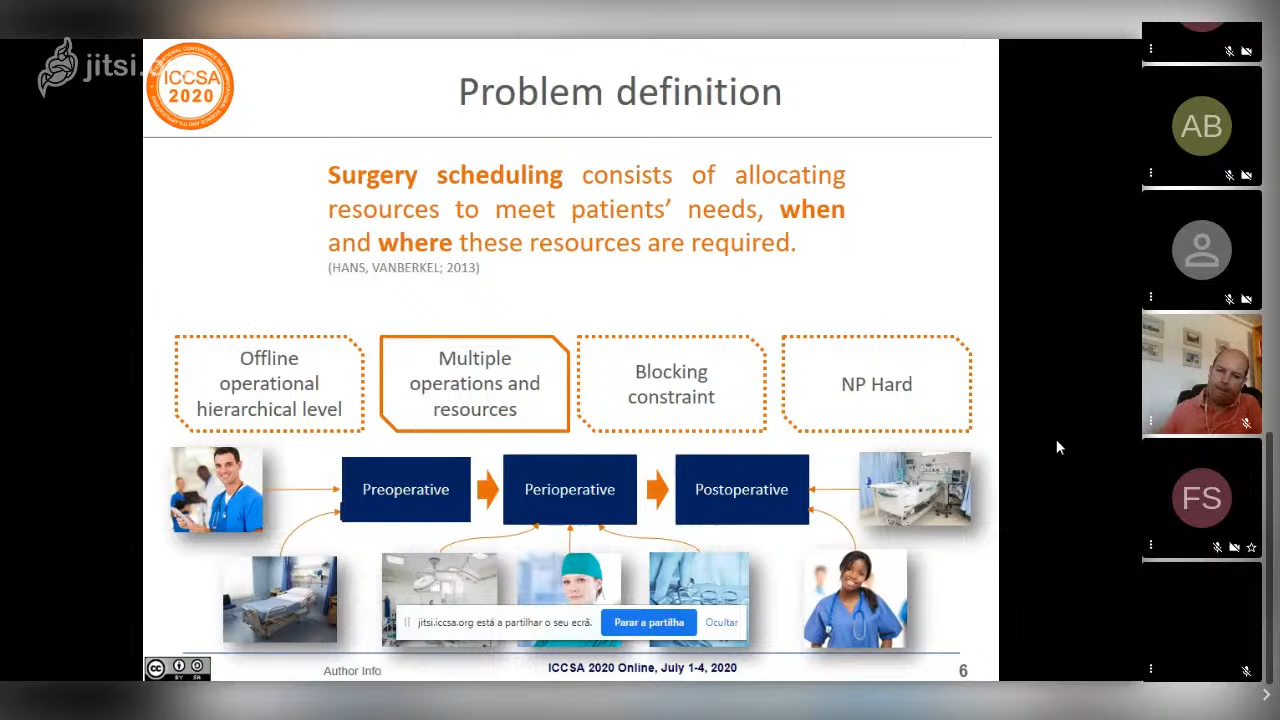 jitsi.o
ICCSA
2020
Problem definition
Surgery scheduling consists of allocating
resources to meet patients’ needs, when
and where these resources are required.
(HANS, VANBERKEL; 2013)
Offline
operational
hierarchical level
Multiple
operations and
resources
Blocking
constraint
NP Hard
Preoperative
Perioperative
Postoperative
jitsi.iccsa.org está a partilhar o seu ecrã.
Parar a partilha
Ocultar
Author Info
ICCSA 2020 Online, July 1-4, 2020
6
CC
BY SA
AB
FS